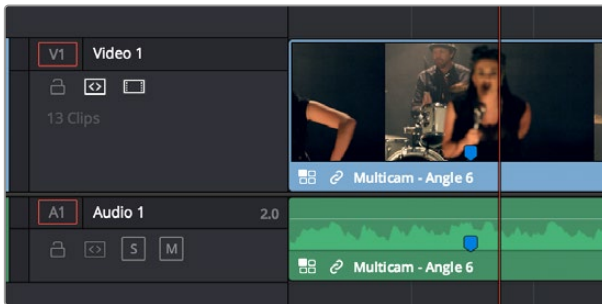 V1 Video 1
13 Clips
Multicam - Angle 6
A1 Audio 1 2.0
S M
Multicam - Angle 6